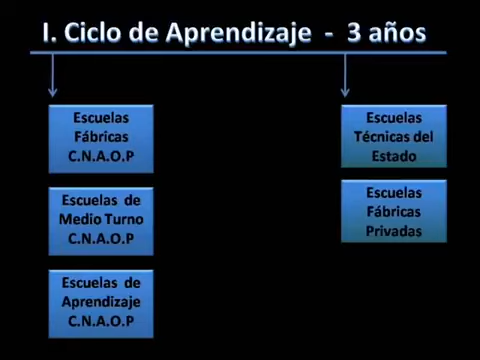 I. Ciclo de Aprendizaje - 3 años
Escuelas
Fábricas
C.N.A.O.P
Escuelas de
Medio Turno
C.N.A.O.P
Escuelas de
Aprendizaje
C.N.A.O.P
Escuelas
Técnicas del
Estado
Escuelas
Fábricas
Privadas